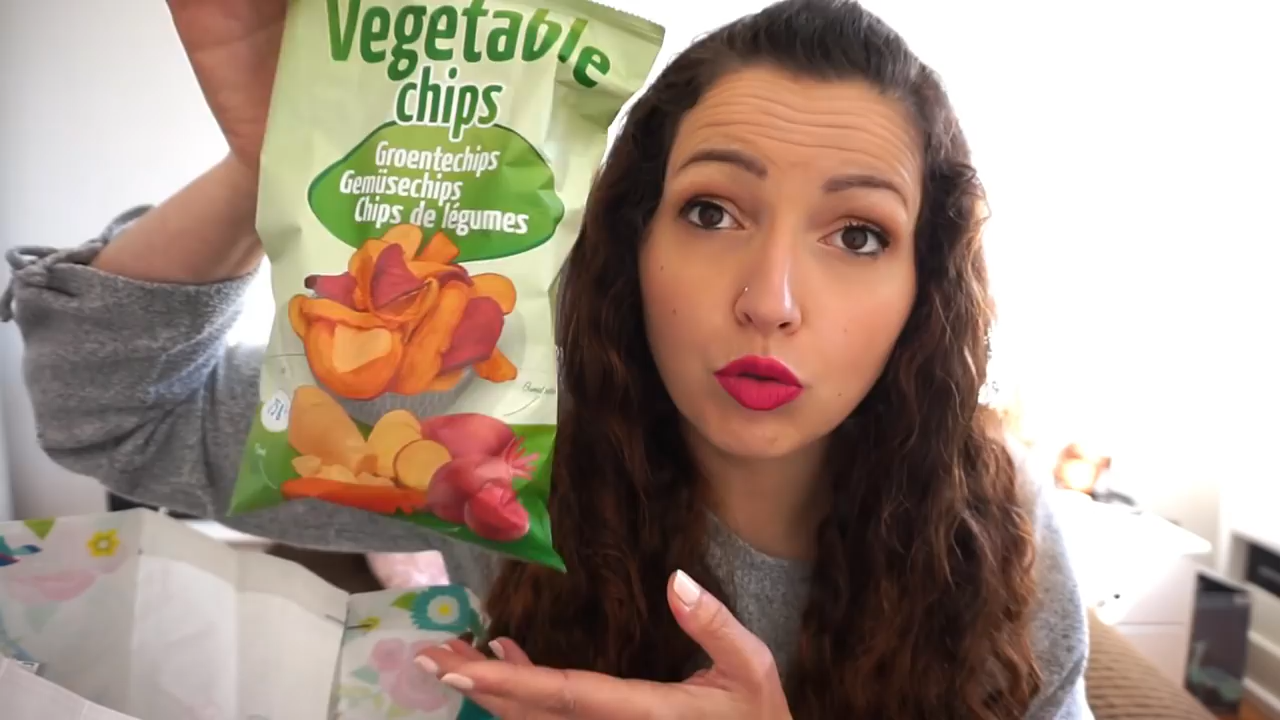 Vegetable
chips
Groentechips
Gemüsechips
Chips de légumes